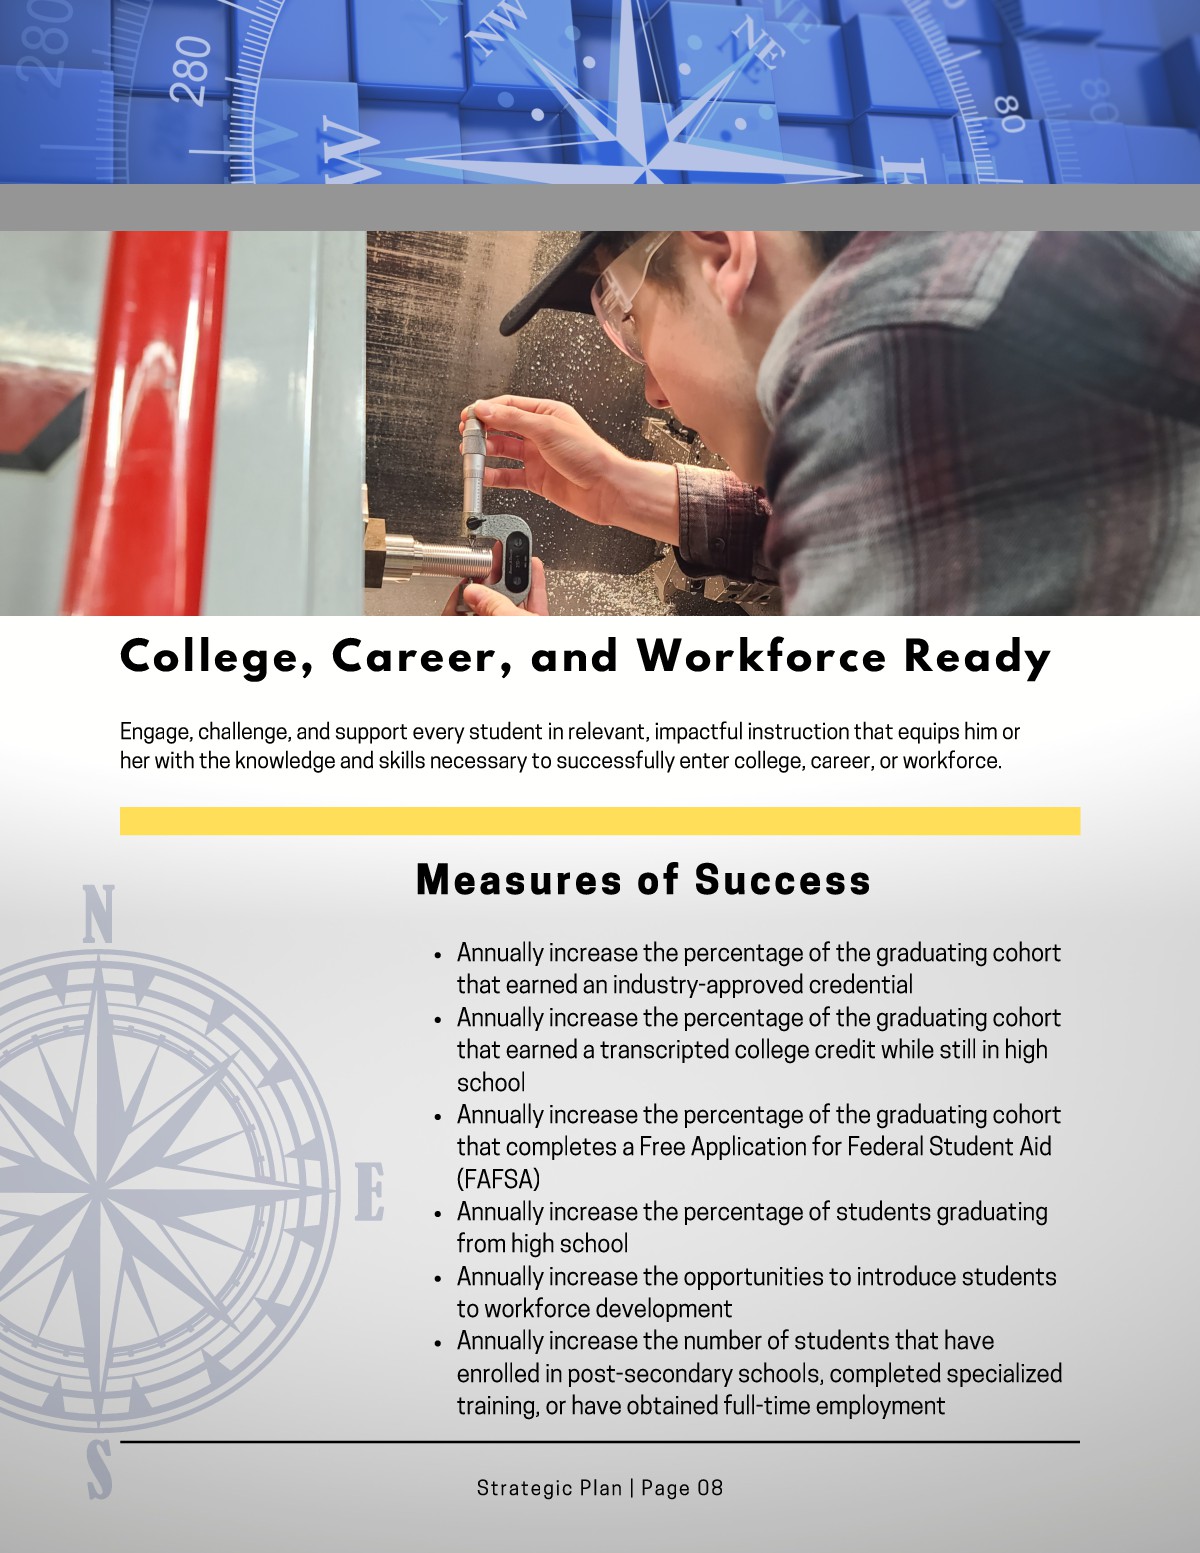 280
280
NW
N
NE
NE
80
80
W
W
E
E
College, Career, and Workforce Ready
Engage, challenge, and support every student in relevant, impactful instruction that equips him or
her with the knowledge and skills necessary to successfully enter college, career, or workforce.
Measures of Success
• Annually increase the percentage of the graduating cohort
that earned an industry-approved credential
• Annually increase the percentage of the graduating cohort
that earned a transcripted college credit while still in high
school
• Annually increase the percentage of the graduating cohort
that completes a Free Application for Federal Student Aid
(FAFSA)
• Annually increase the percentage of students graduating
from high school
• Annually increase the opportunities to introduce students
to workforce development
• Annually increase the number of students that have
enrolled in post-secondary schools, completed specialized
training, or have obtained full-time employment
N
E
S
Strategic Plan | Page 08